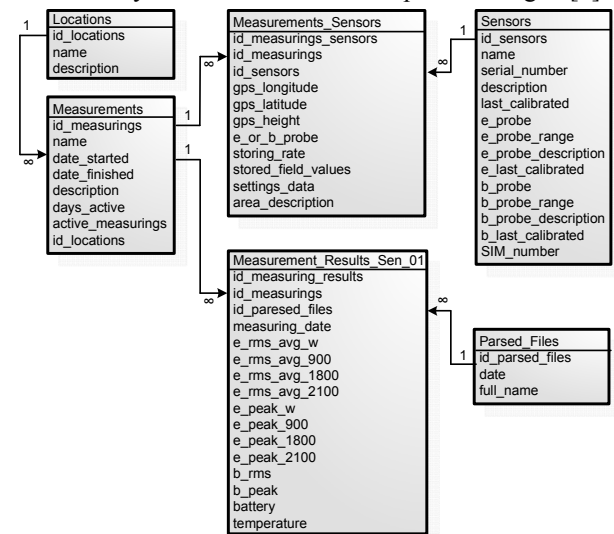 Locations
id_locations
name
description
Measurements
id_measurings
name
date_started
date_finished
description
days_active
active_measurings
id_locations
Measurements_Sensors
id_measurings_sensors
id_measurings
id_sensors
gps_longitude
gps_latitude
gps_height
e_or_b_probe
storing_rate
stored_field_values
settings_data
area_description
Sensors
id_sensors
name
serial_number
description
last_calibrated
e_probe
e_probe_range
e_probe_description
e_last_calibrated
b_probe
b_probe_range
b_probe_description
b_last_calibrated
SIM_number
Measurement_Results_Sen_01
id_measuring_results
id_measurings
id_paresed_files
measuring_date
e_rms_avg_w
e_rms_avg_900
e_rms_avg_1800
e_rms_avg_2100
e_peak_w
e_peak_900
e_peak_1800
e_peak_2100
b_rms
b_peak
battery
temperature
Parsed_Files
id_parsed_files
date
full_name
1
∞
1
∞
1
∞
1
∞
1
∞